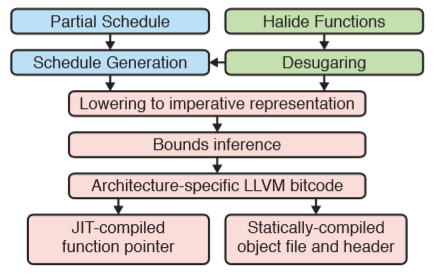 Partial Schedule
Halide Functions
Schedule Generation
Desugaring
Lowering to imperative representation
Bounds inference
Architecture-specific LLVM bitcode
JIT-compiled
function pointer
Statically-compiled
object file and header